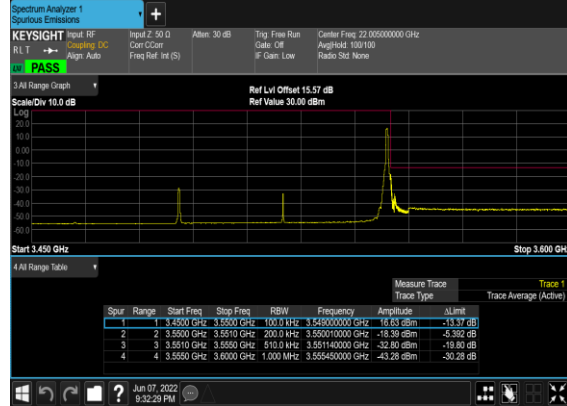 Spectrum Analyzer 1
Spurious Emissions
+
KEYSIGHT Input: RF Input Z: 50 Ω Atten: 30 dB Trig: Free Run Center Freq: 22.005000000 GHz
RLT Coupling: DC Corr CCorr Gate: Off Avg|Hold: 100/100
Align: Auto Freq Ref: Int (S) IF Gain: Low Radio Std: None
LW PASS
3 All Range Graph
Ref Lvl Offset 15.57 dB
Scale/Div 10.0 dB Ref Value 30.00 dBm
Log
20.0
10.0
0.00
-10.0
-20.0
-30.0
-40.0
-50.0
-60.0
Start 3.450 GHz Stop 3.600 GH
4 All Range Table
Measure Trace Trace 1
Trace Type Trace Average (Active)
Spur Range Start Freq Stop Freq RBW Frequency Amplitude ΔLimit
1 1 3.4500 GHz 3.5500 GHz 100.0 kHz 3.549000000 GHz 16.63 dBm -13.37 dB
2 2 3.5500 GHz 3.5510 GHz 200.0 kHz 3.550010000 GHz -18.39 dBm -5.392 dB
3 3 3.5510 GHz 3.5550 GHz 510.0 kHz 3.551140000 GHz -32.80 dBm -19.80 dB
4 4 3.5550 GHz 3.6000 GHz 1.000 MHz 3.555450000 GHz -43.28 dBm -30.28 dB
? Jun 07, 2022
9:32:29 PM